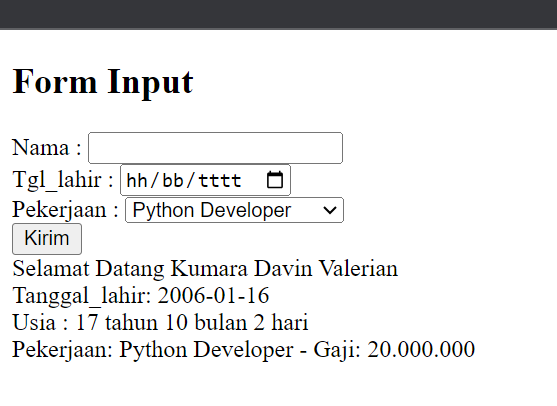 Form Input
Nama :
Tgl_lahir : hh/bb/tttt
Pekerjaan : Python Developer
Kirim
Selamat Datang Kumara Davin Valerian
Tanggal_lahir: 2006-01-16
Usia : 17 tahun 10 bulan 2 hari
Pekerjaan: Python Developer - Gaji: 20.000.000